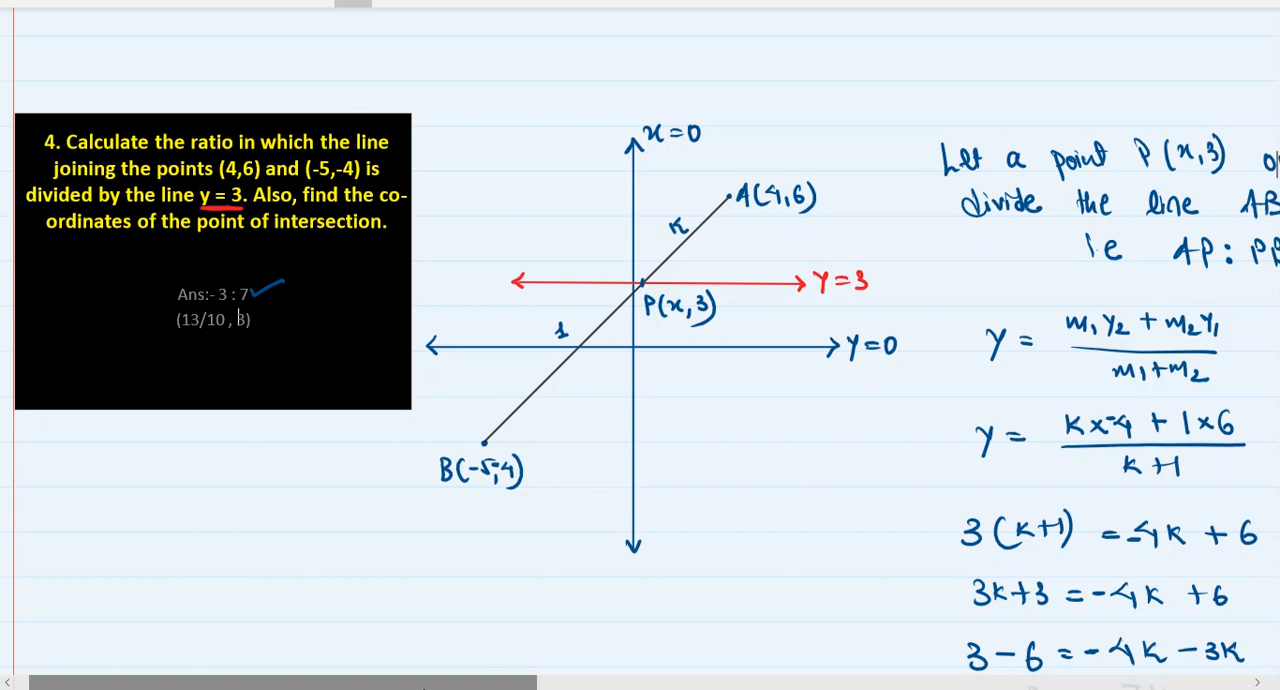 4. Calculate the ratio in which the line
joining the points (4,6) and (-5,-4) is
divided by the line y = 3. Also, find the co-
ordinates of the point of intersection.
Ans:- 3 : 7
(13/10 , 3)
x=0
A(4,6)
K
Y=3
P(x,3)
1
Y=0
B(-5,-4)
Let a point P(x,3)
divide the line AB
i.e AP: PB
y = m₁y₂ + m₂y₁
m₁+m₂
y = K×-4 + 1×6
k+1
3(k+1) = -4k + 6
3k+3 = -4k + 6
3-6 = -4k - 3k